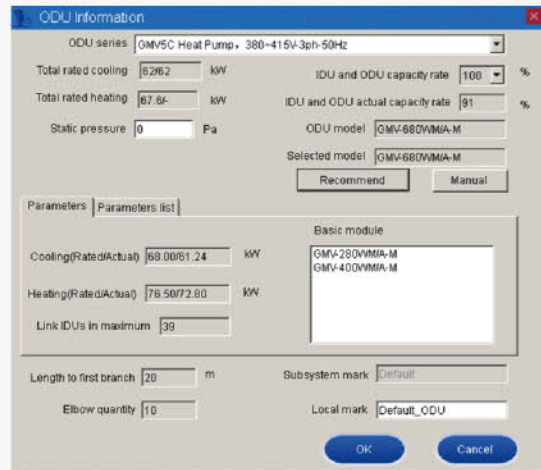 ODU Information
ODU series GMV5C Heat Pump，380~415V-3ph-50Hz
Total rated cooling 62/62 kW IDU and ODU capacity rate 100 %
Total rated heating 67.6/- kW IDU and ODU actual capacity rate 91 %
Static pressure 0 Pa ODU model GMV-680WM/A-M
Selected model GMV-680WM/A-M
Recommend Manual
Parameters Parameters list
Basic module
Cooling(Rated/Actual) 68.00/61.24 kW GMV-280WM/A-M
GMV-400WM/A-M
Heating(Rated/Actual) 76.50/72.80 kW
Link IDUs in maximum 39
Length to first branch 20 m Subsystem mark Default
Elbow quantity 10 Local mark Default_ODU
OK Cancel